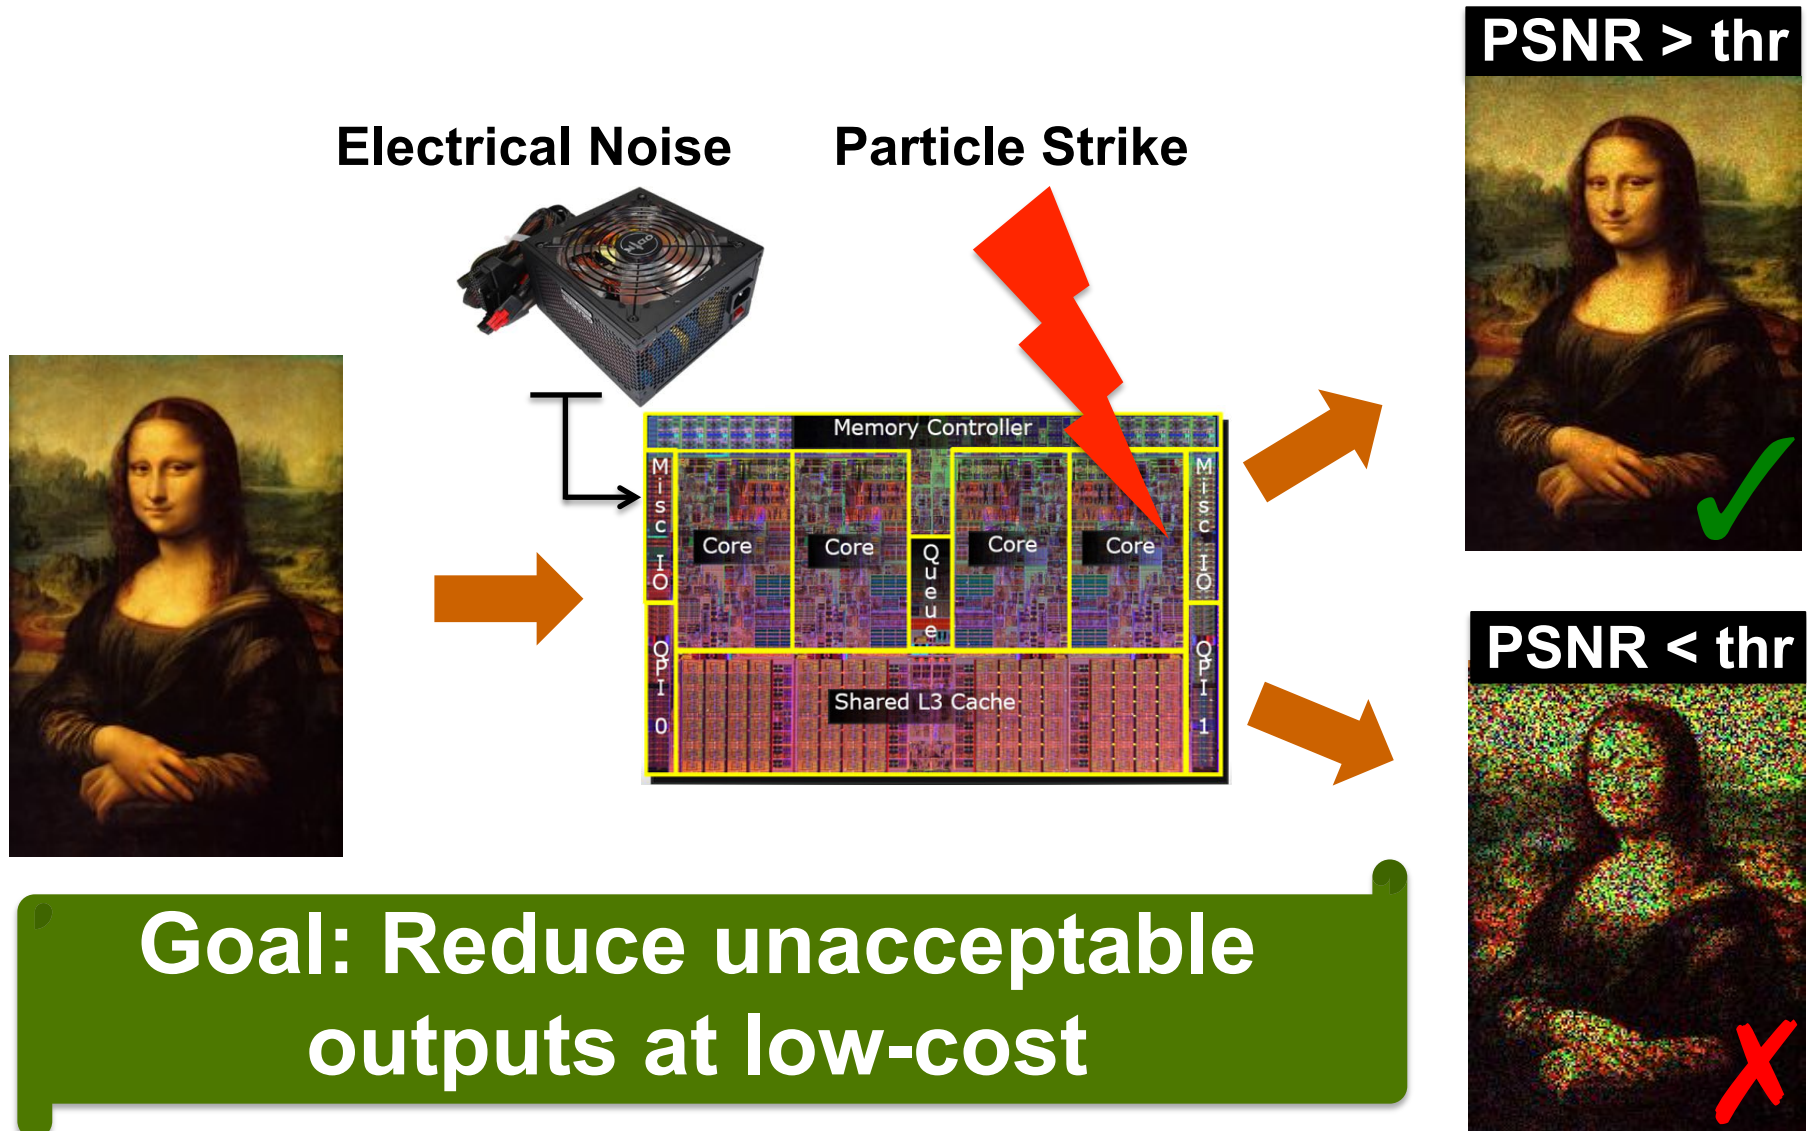 PSNR > thr
Electrical Noise
Particle Strike
Memory Controller
Misc IO
Misc IO
Core
Core
Queue
Core
Core
QPI 0
QPI 1
Shared L3 Cache
PSNR < thr
Goal: Reduce unacceptable
outputs at low-cost